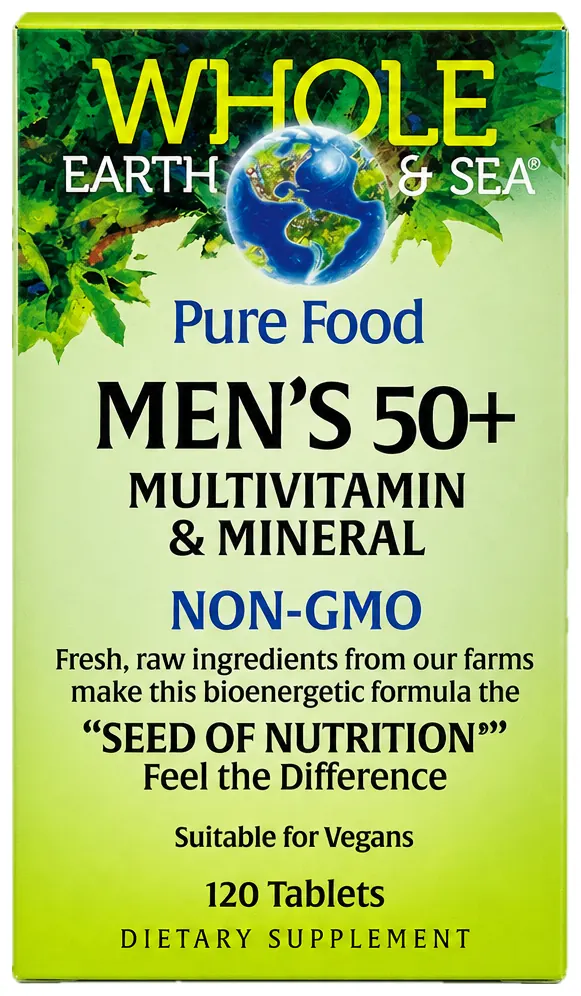 WHOLE
EARTH & SEA®
Pure Food
MEN'S 50+
MULTIVITAMIN
& MINERAL
NON-GMO
Fresh, raw ingredients from our farms
make this bioenergetic formula the
“SEED OF NUTRITION”
Feel the Difference
Suitable for Vegans
120 Tablets
DIETARY SUPPLEMENT